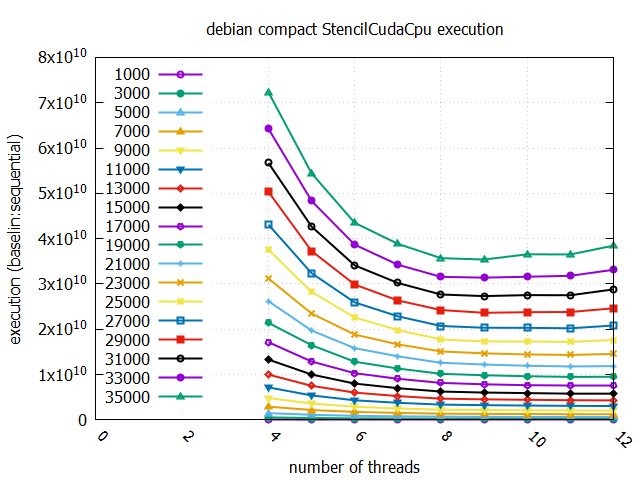 debian compact StencilCudaCpu execution
execution (baselin:sequential)
8x10^10
7x10^10
6x10^10
5x10^10
4x10^10
3x10^10
2x10^10
1x10^10
0
1000
3000
5000
7000
9000
11000
13000
15000
17000
19000
21000
23000
25000
27000
29000
31000
33000
35000
0 2 4 6 8 10 12
number of threads